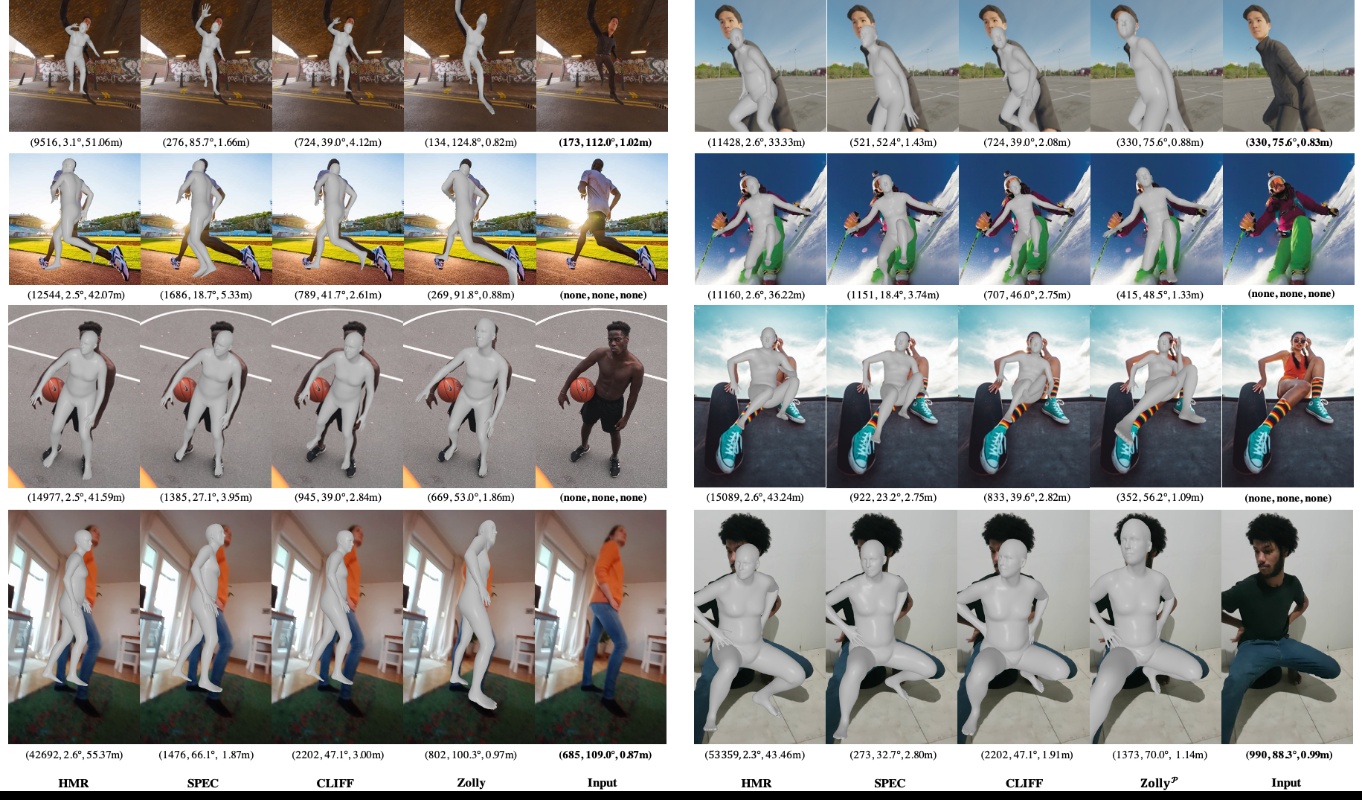 (9516, 3.1°, 51.06m) (276, 85.7°, 1.66m) (724, 39.0°, 4.12m) (134, 124.8°, 0.82m) (173, 112.0°, 1.02m) (11428, 2.6°, 33.33m) (521, 52.4°, 1.43m) (724, 39.0°, 2.08m) (330, 75.6°, 0.88m) (330, 75.6°, 0.83m)
(12544, 2.5°, 42.07m) (1686, 18.7°, 5.33m) (789, 41.7°, 2.61m) (269, 91.8°, 0.88m) (none, none, none) (11160, 2.6°, 36.22m) (1151, 18.4°, 3.74m) (707, 46.0°, 2.75m) (415, 48.5°, 1.33m) (none, none, none)
(14977, 2.5°, 41.59m) (1385, 27.1°, 3.95m) (945, 39.0°, 2.84m) (669, 53.0°, 1.86m) (none, none, none) (15089, 2.6°, 43.24m) (922, 23.2°, 2.75m) (833, 39.6°, 2.82m) (352, 56.2°, 1.09m) (none, none, none)
(42692, 2.6°, 55.37m) (1476, 66.1°, 1.87m) (2202, 47.1°, 3.00m) (802, 100.3°, 0.97m) (685, 109.0°, 0.87m) (53359, 2.3°, 43.46m) (273, 32.7°, 2.80m) (2202, 47.1°, 1.91m) (1373, 70.0°, 1.14m) (990, 88.3°, 0.99m)
HMR SPEC CLIFF Zolly Input HMR SPEC CLIFF Zolly𝒫 Input